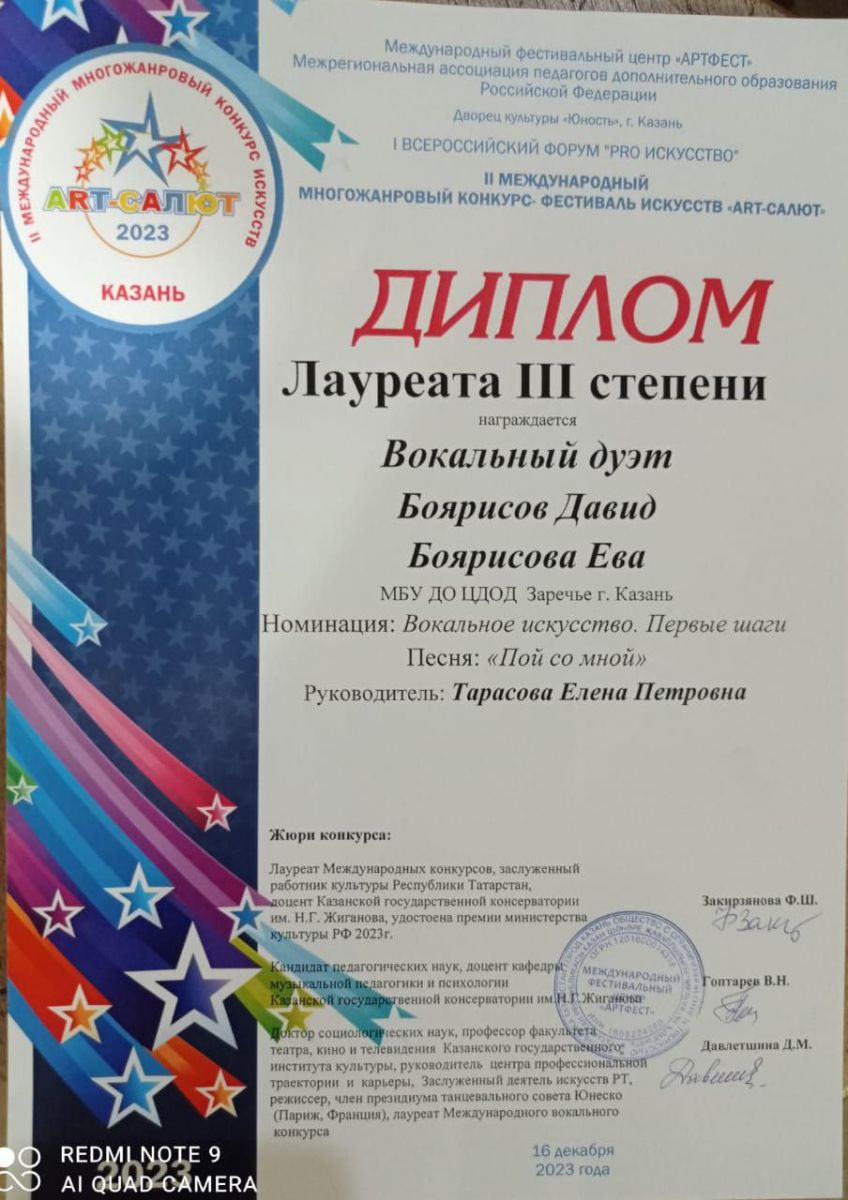 Международный фестивальный центр «АРТФЕСТ»
Межрегиональная ассоциация педагогов дополнительного образования
Российской Федерации
Дворец культуры «Юность», г. Казань
I ВСЕРОССИЙСКИЙ ФОРУМ "PRO ИСКУССТВО"
II МЕЖДУНАРОДНЫЙ
МНОГОЖАНРОВЫЙ КОНКУРС- ФЕСТИВАЛЬ ИСКУССТВ «ART-САЛЮТ»
II МЕЖДУНАРОДНЫЙ МНОГОЖАНРОВЫЙ КОНКУРС ИСКУССТВ
ART-САЛЮТ
2023
КАЗАНЬ
ДИПЛОМ
Лауреата III степени
награждается
Вокальный дуэт
Боярисов Давид
Боярисова Ева
МБУ ДО ЦДОД Заречье г. Казань
Номинация: Вокальное искусство. Первые шаги
Песня: «Пой со мной»
Руководитель: Тарасова Елена Петровна
Жюри конкурса:
Лауреат Международных конкурсов, заслуженный
работник культуры Республики Татарстан,
доцент Казанской государственной консерватории
им. Н.Г. Жиганова, удостоена премии министерства
культуры РФ 2023г.
Закирзянова Ф.Ш.
Кандидат педагогических наук, доцент кафедры
музыкальной педагогики и психологии
Казанской государственной консерватории им.Н.Г.Жиганова
Гоптарев В.Н.
Доктор социологических наук, профессор факультета
театра, кино и телевидения Казанского государственного
института культуры, руководитель центра профессиональной
траектории и карьеры, Заслуженный деятель искусств РТ,
режиссер, член президиума танцевального совета Юнеско
(Париж, Франция), лауреат Международного вокального
конкурса
Давлетшина Д.М.
МЕЖДУНАРОДНЫЙ
ФЕСТИВАЛЬНЫЙ
ЦЕНТР
"АРТФЕСТ"
16 декабря
2023 года
2023
REDMI NOTE 9
AI QUAD CAMERA